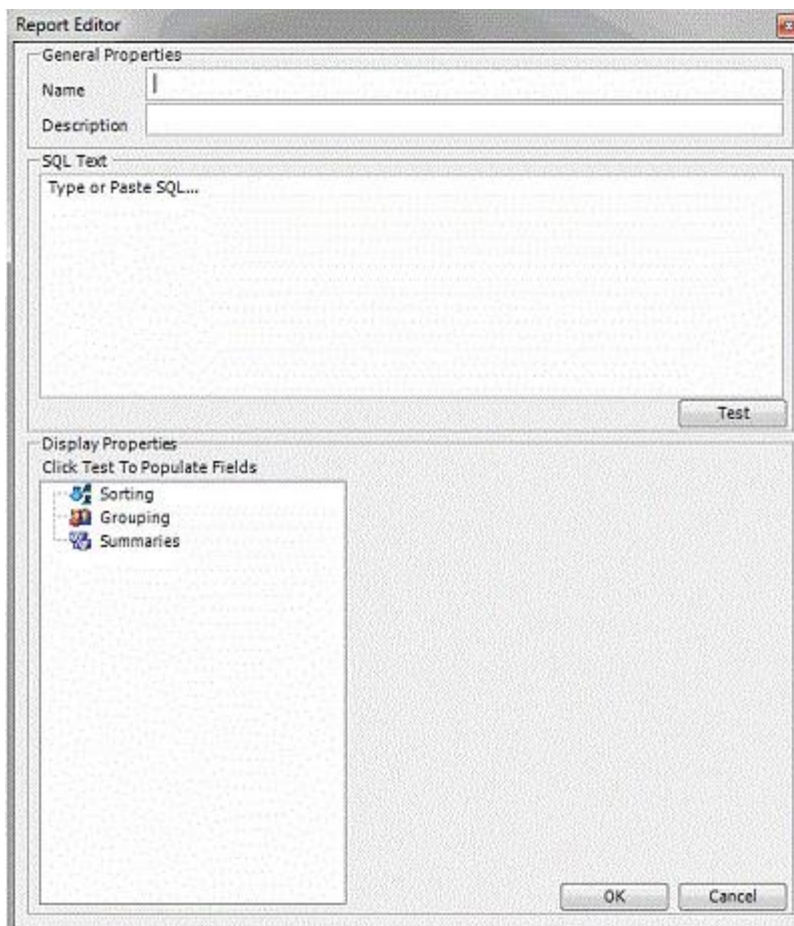 Report Editor
General Properties
Name
Description
SQL Text
Type or Paste SQL...
Test
Display Properties
Click Test To Populate Fields
Sorting
Grouping
Summaries
OK Cancel